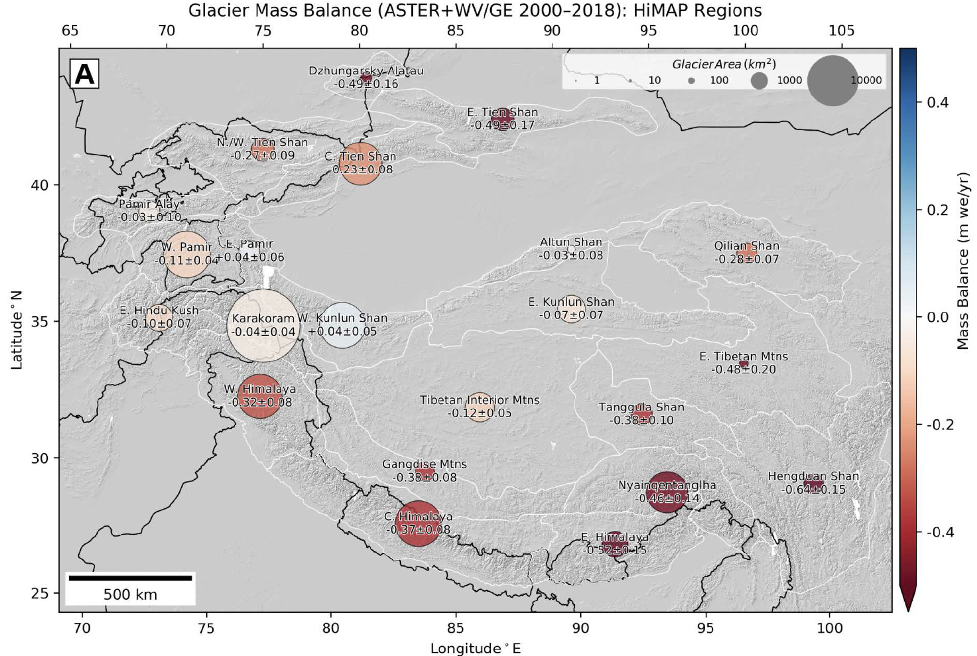 Glacier Mass Balance (ASTER+WV/GE 2000–2018): HiMAP Regions
65 70 75 80 85 90 95 100 105
A
Glacier Area (km²)
1 10 100 1000 10000
Dzhungarsky Alatau
-0.49±0.16
E. Tien Shan
-0.49±0.17
N./W. Tien Shan
-0.27±0.09
C. Tien Shan
-0.23±0.08
Pamir Alay
-0.03±0.10
W. Pamir
-0.11±0.04
E. Pamir
+0.04±0.06
Altun Shan
-0.03±0.08
Qilian Shan
-0.28±0.07
E. Hindu Kush
-0.10±0.07
Karakoram
-0.04±0.04
W. Kunlun Shan
+0.04±0.05
E. Kunlun Shan
-0.07±0.07
E. Tibetan Mtns
-0.48±0.20
W. Himalaya
-0.32±0.08
Tibetan Interior Mtns
-0.12±0.05
Tanggula Shan
-0.38±0.10
Gangdise Mtns
-0.38±0.08
Nyainqentanglha
-0.46±0.14
Hengduan Shan
-0.64±0.15
C. Himalaya
-0.37±0.08
E. Himalaya
-0.52±0.15
500 km
40
35
30
25
Latitude°N
70 75 80 85 90 95 100
Longitude°E
0.4
0.2
0.0
-0.2
-0.4
Mass Balance (m we/yr)